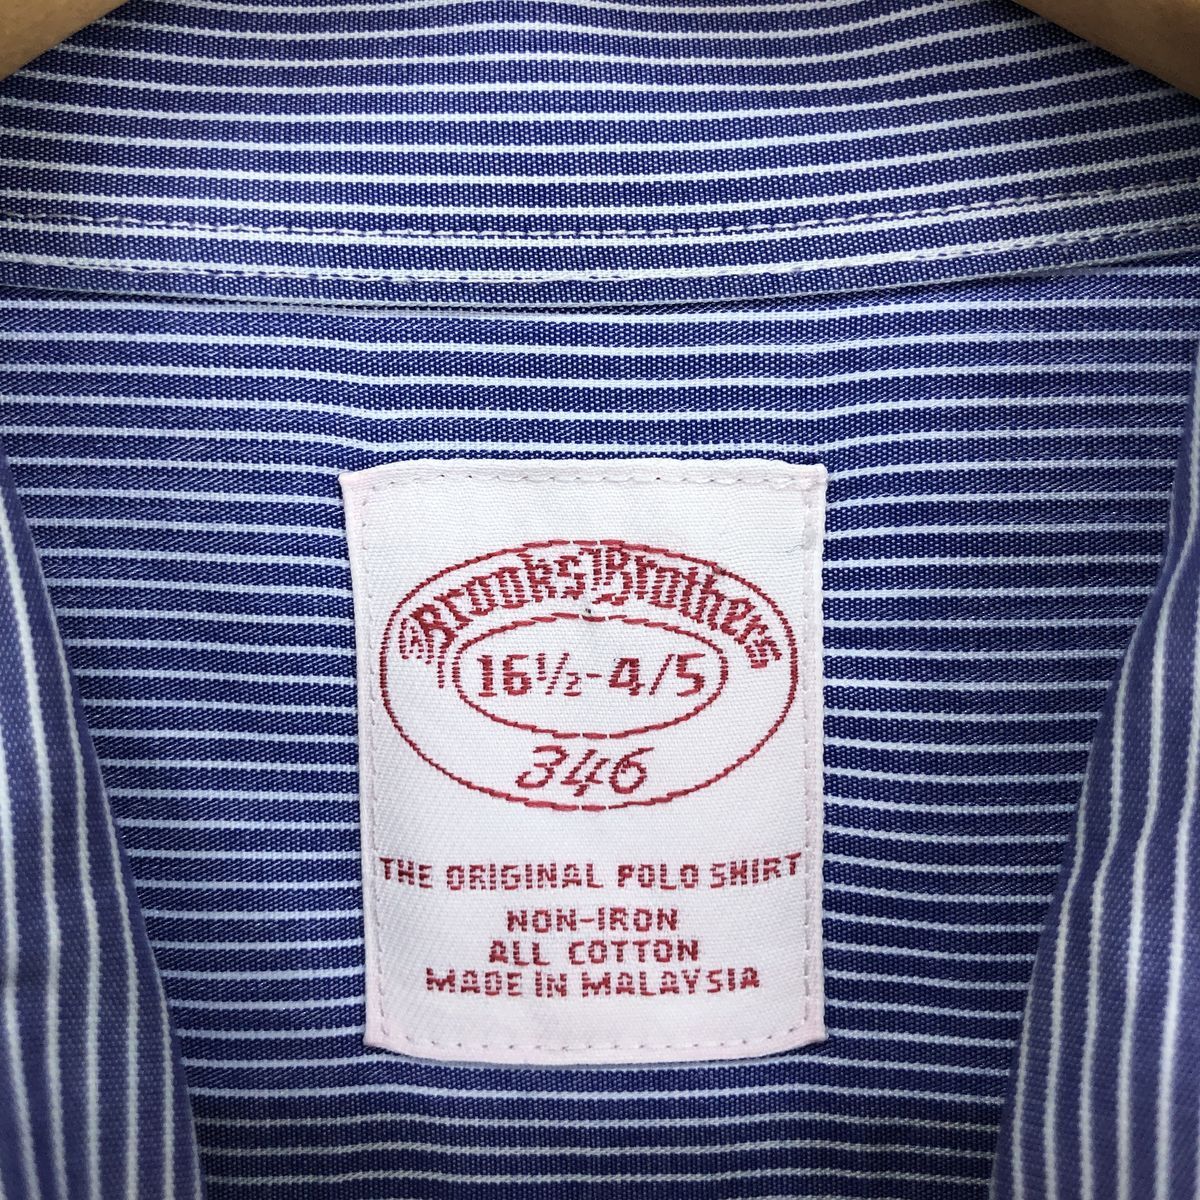 Brooks Brothers
16½-4/5
346
THE ORIGINAL POLO SHIRT
NON-IRON
ALL COTTON
MADE IN MALAYSIA